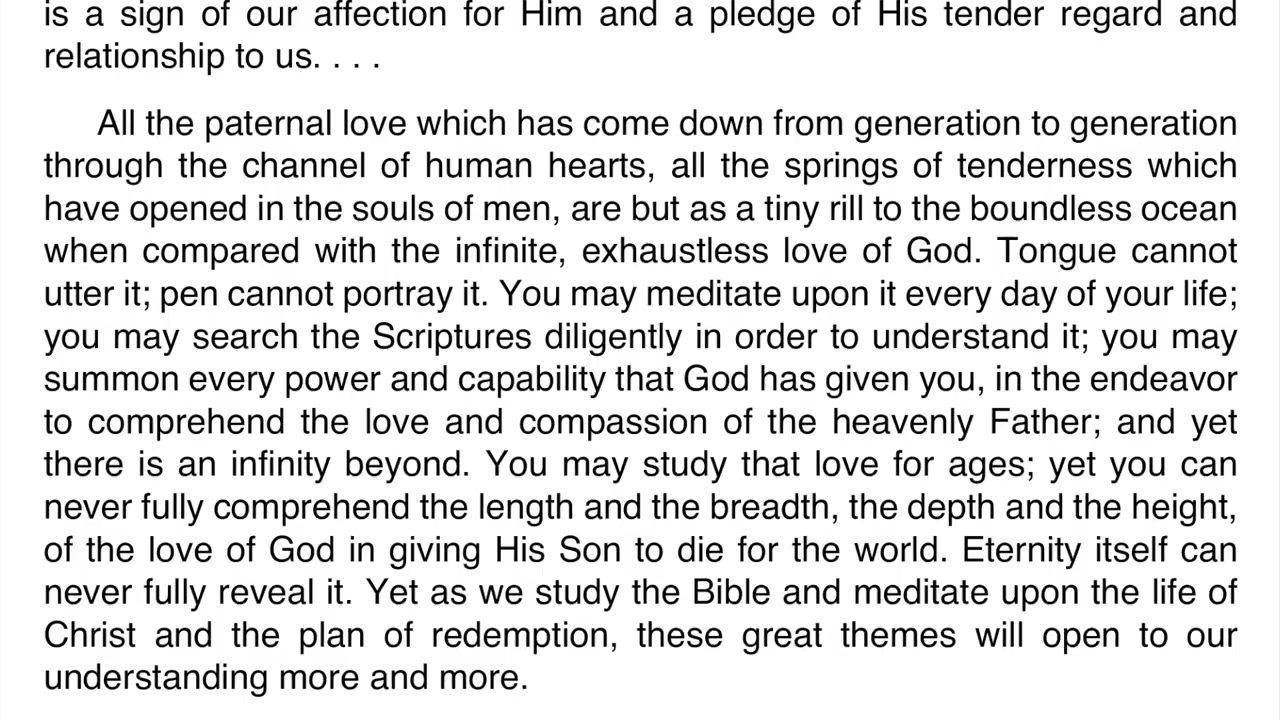 is a sign of our affection for Him and a pledge of His tender regard and
relationship to us. . . .
All the paternal love which has come down from generation to generation
through the channel of human hearts, all the springs of tenderness which
have opened in the souls of men, are but as a tiny rill to the boundless ocean
when compared with the infinite, exhaustless love of God. Tongue cannot
utter it; pen cannot portray it. You may meditate upon it every day of your life;
you may search the Scriptures diligently in order to understand it; you may
summon every power and capability that God has given you, in the endeavor
to comprehend the love and compassion of the heavenly Father; and yet
there is an infinity beyond. You may study that love for ages; yet you can
never fully comprehend the length and the breadth, the depth and the height,
of the love of God in giving His Son to die for the world. Eternity itself can
never fully reveal it. Yet as we study the Bible and meditate upon the life of
Christ and the plan of redemption, these great themes will open to our
understanding more and more.